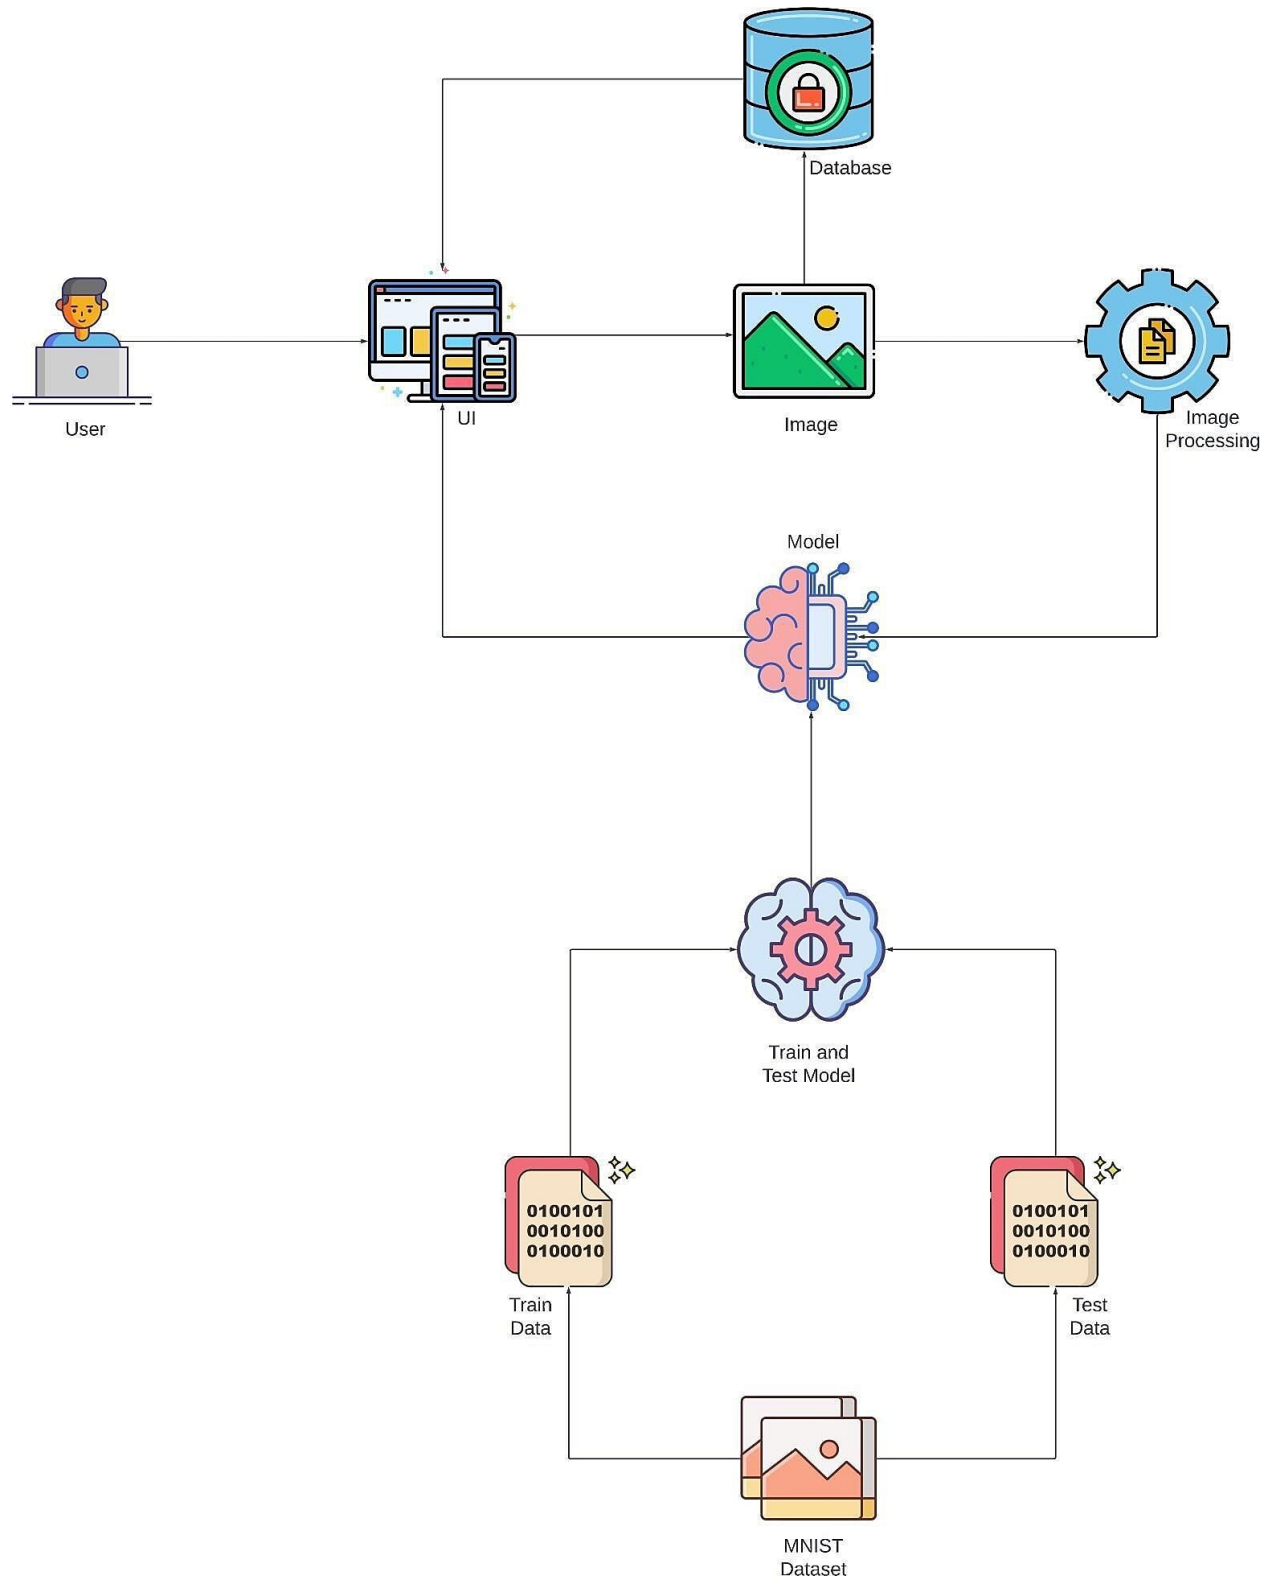 Database
User
UI
Image
Image
Processing
Model
Train and
Test Model
0100101
0010100
0100010
0100101
0010100
0100010
Train
Data
Test
Data
MNIST
Dataset